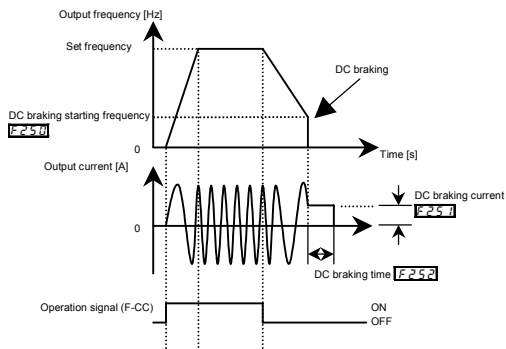 Output frequency [Hz]
Set frequency
DC braking
DC braking starting frequency
F250
0
Time [s]
Output current [A]
DC braking current
F251
0
DC braking time F252
Operation signal (F-CC)
ON
OFF